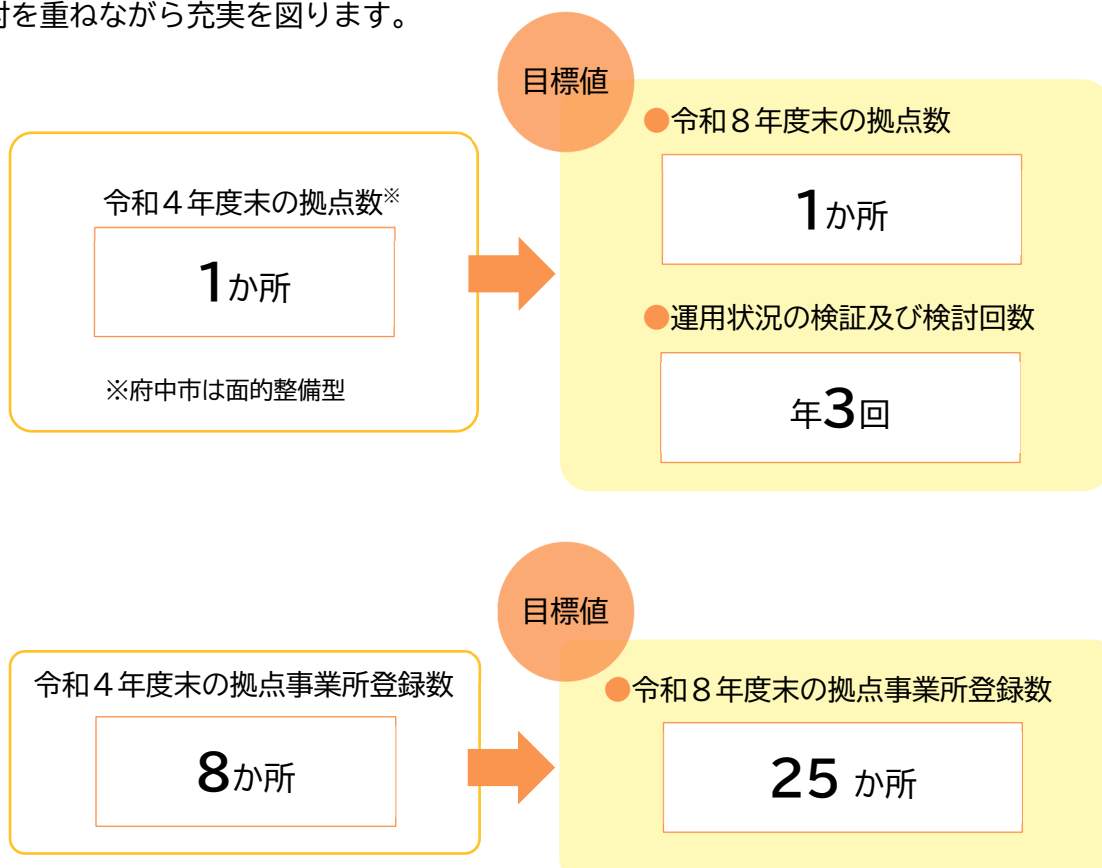 を重ねながら充実を図ります。
目標値
令和４年度末の拠点数※
1か所
※府中市は面的整備型
●令和８年度末の拠点数
1か所
●運用状況の検証及び検討回数
年3回
目標値
令和４年度末の拠点事業所登録数
8か所
●令和８年度末の拠点事業所登録数
25 か所